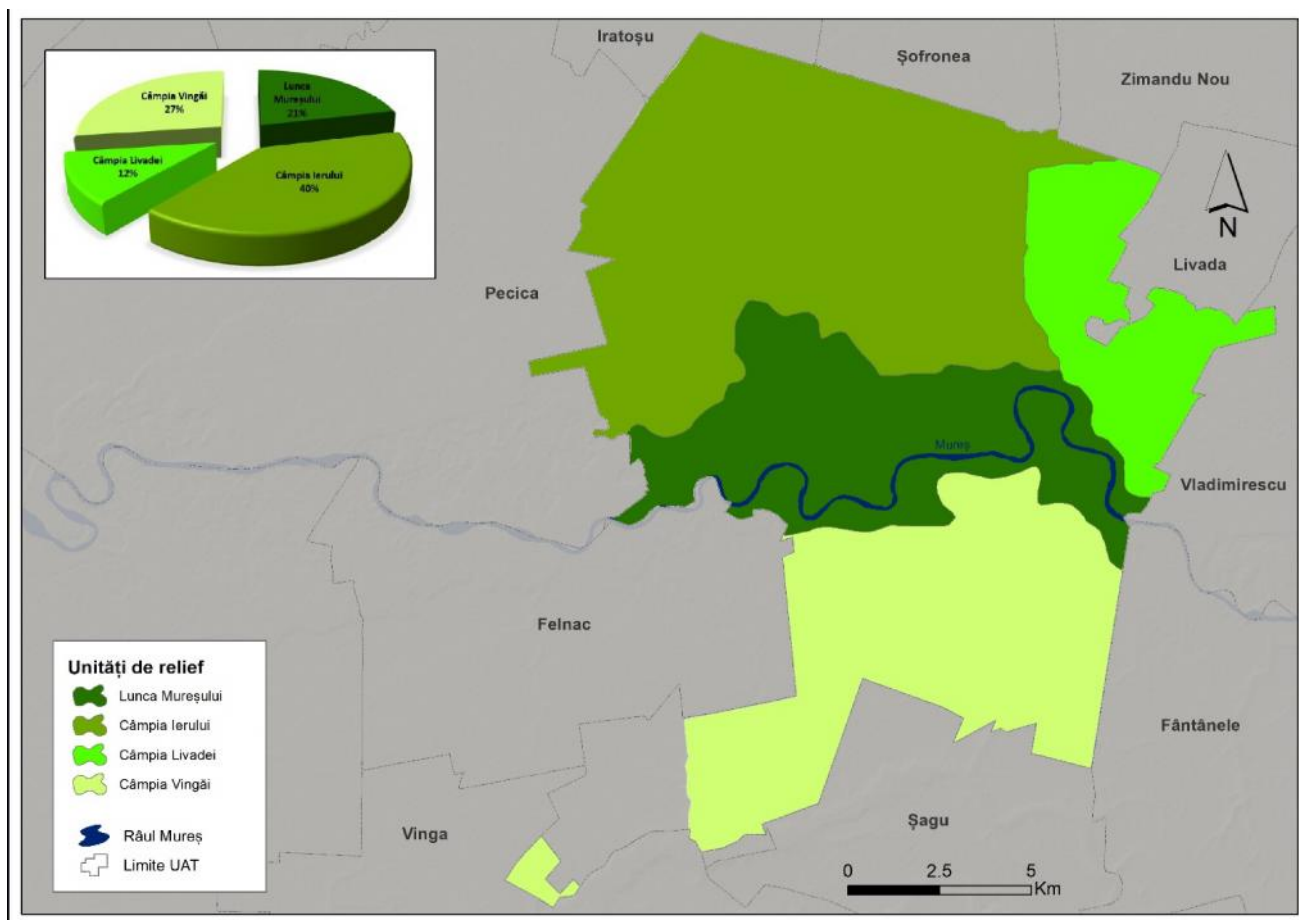 Iratoșu
Șofronea
Zimandu Nou
Câmpia Vingăi
27%
Lunca
Mureșului
21%
Câmpia Livadei
12%
Câmpia Ierului
40%
N
Livada
Pecica
Mureș
Vladimirescu
Felnac
Unități de relief
Lunca Mureșului
Câmpia Ierului
Câmpia Livadei
Câmpia Vingăi
Râul Mureș
Limite UAT
Fântânele
Vinga
Șagu
0 2.5 5
Km